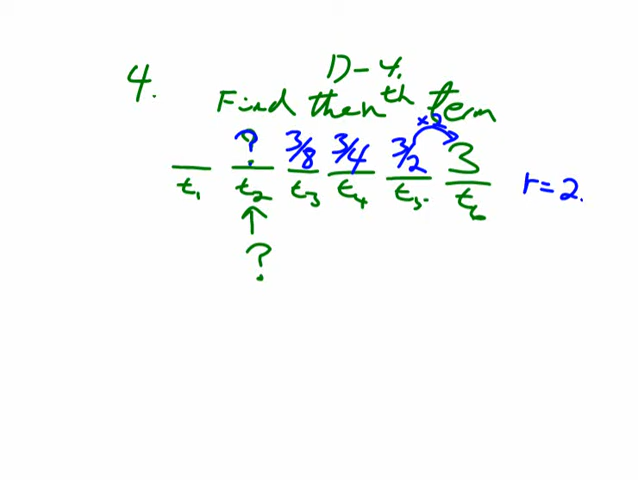 4.
D-4.
Find the nth term
×2
? 3/8 3/4 3/2 3
t1 t2 t3 t4 t5 t6
r=2.
?